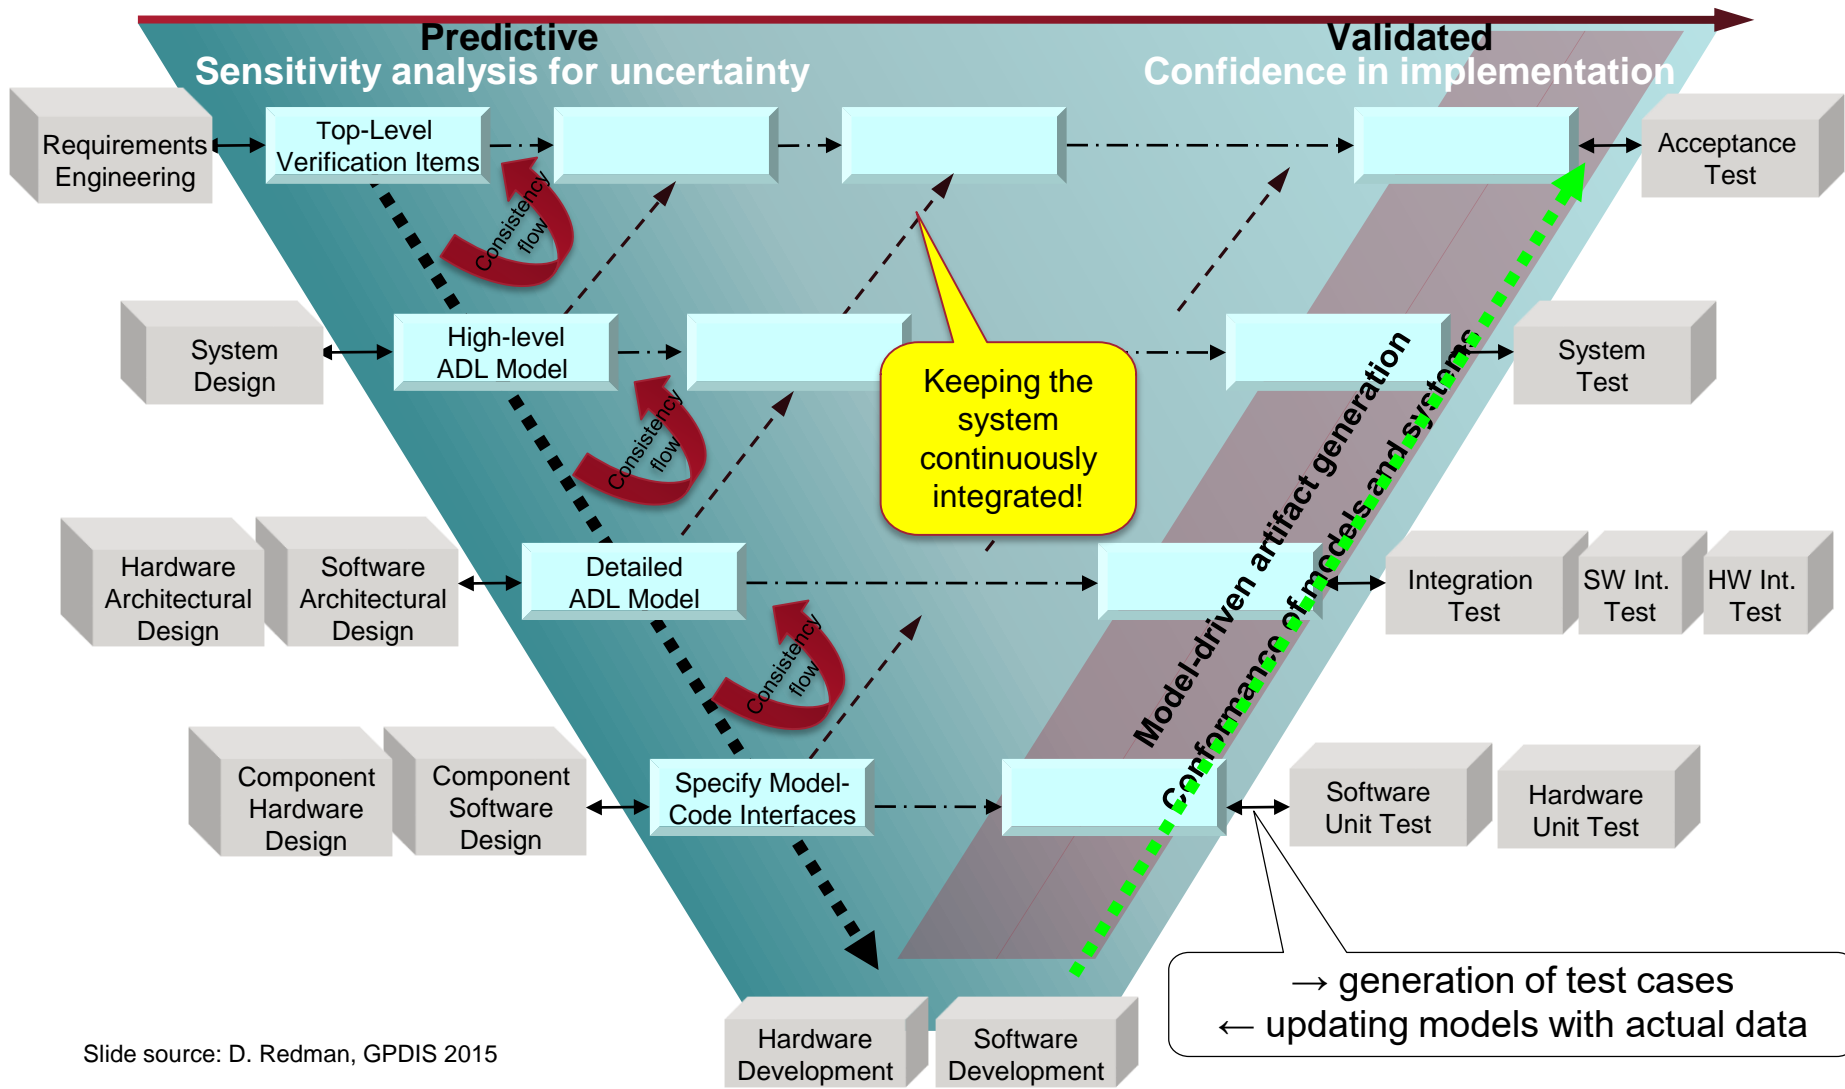 Predictive
Sensitivity analysis for uncertainty
Validated
Confidence in implementation
Requirements
Engineering
Top-Level
Verification Items
Acceptance
Test
Consistency
flow
System
Design
High-level
ADL Model
System
Test
Consistency
flow
Keeping the
system
continuously
integrated!
Model-driven artifact generation
Conformance of models and systems
Hardware
Architectural
Design
Software
Architectural
Design
Detailed
ADL Model
Integration
Test
SW Int.
Test
HW Int.
Test
Consistency
flow
Component
Hardware
Design
Component
Software
Design
Specify Model-
Code Interfaces
Software
Unit Test
Hardware
Unit Test
→ generation of test cases
← updating models with actual data
Hardware
Development
Software
Development
Slide source: D. Redman, GPDIS 2015